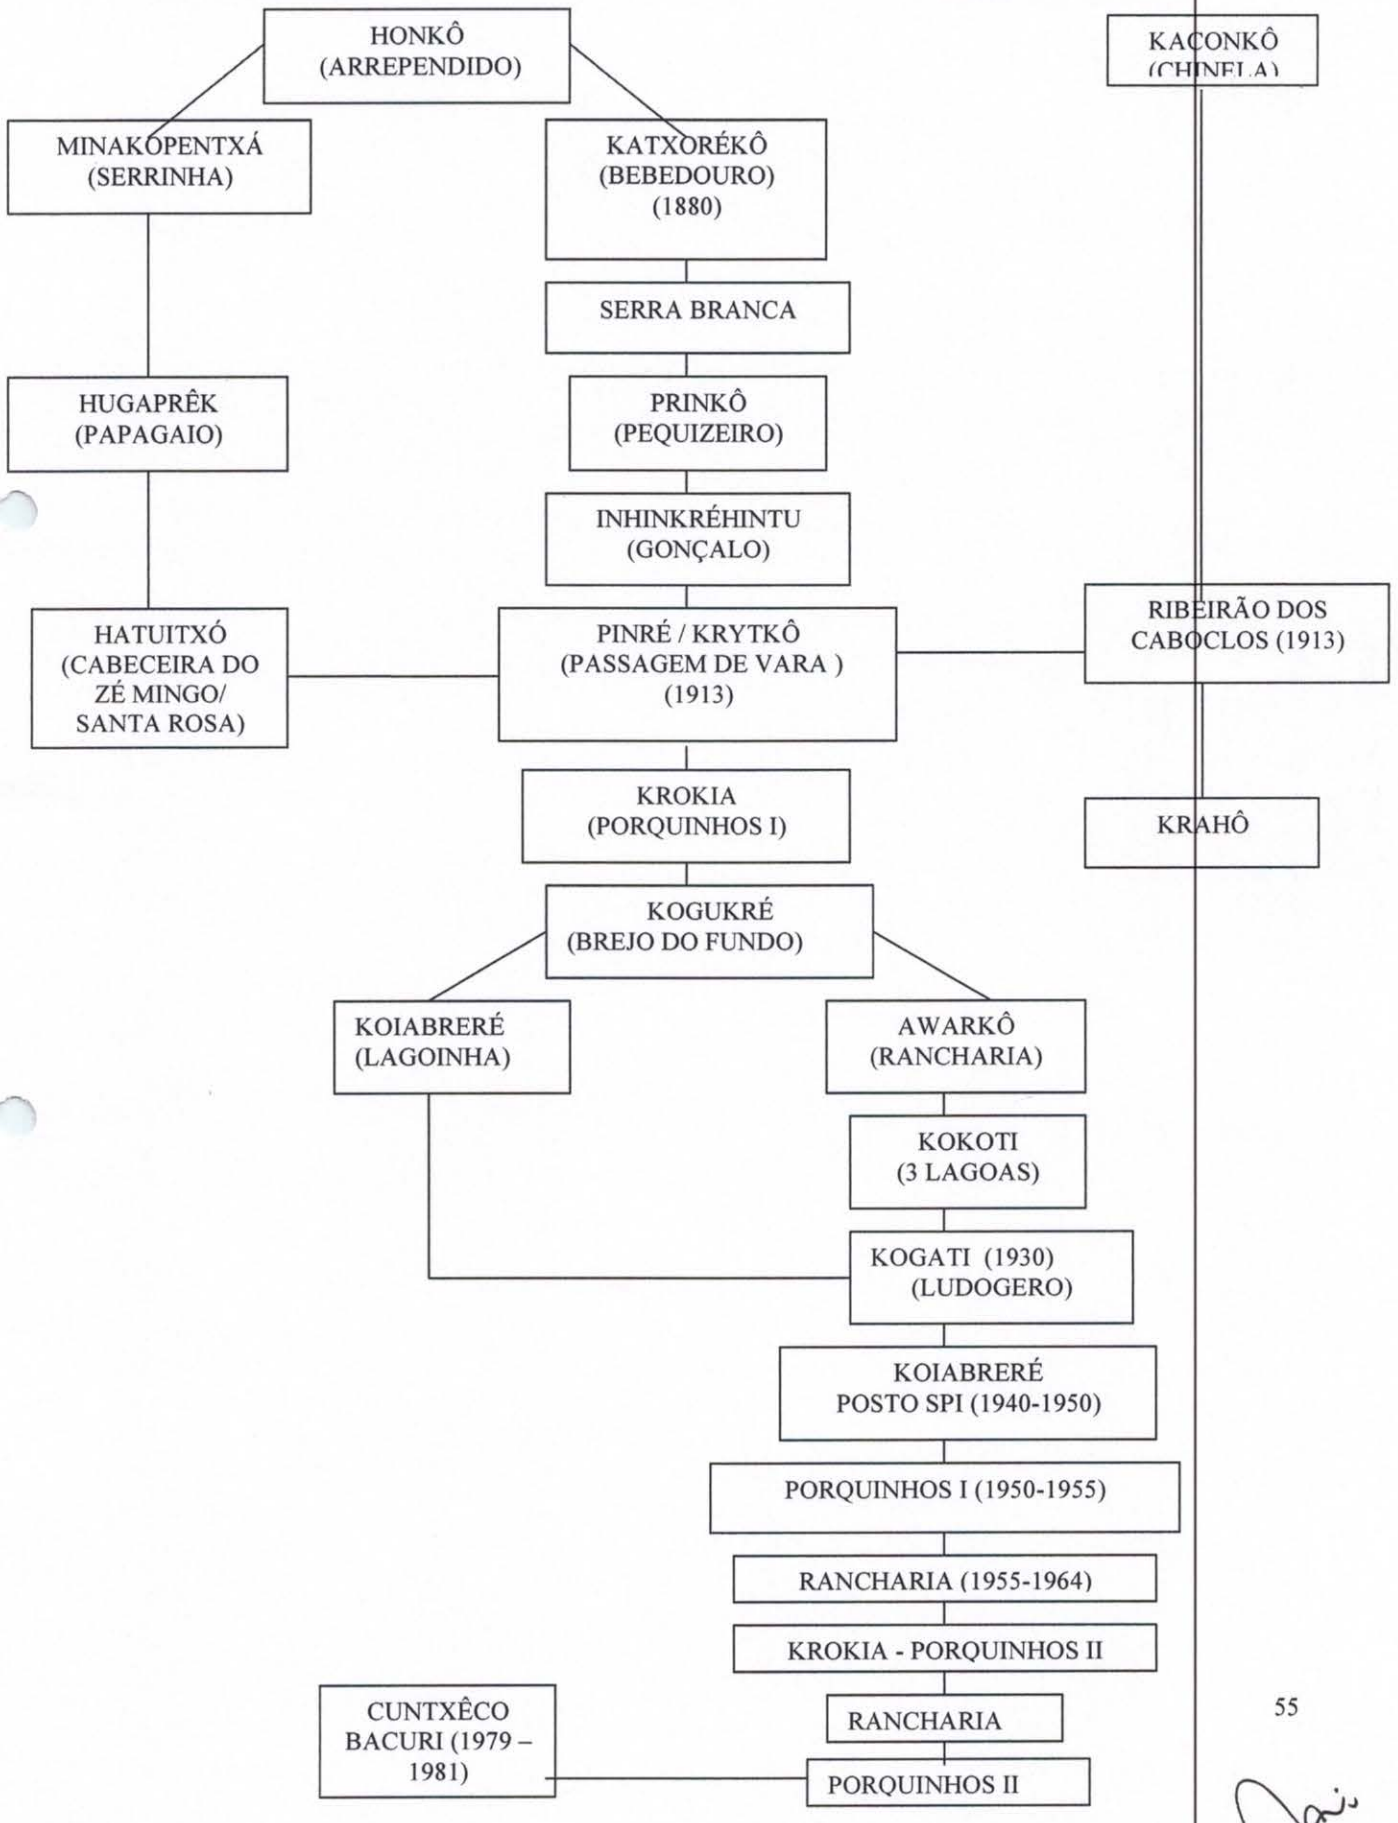 HONKÔ
(ARREPENDIDO)
KACONKÔ
(CHINELA)
MINAKÔPENTXÁ
(SERRINHA)
KATXORÉKÔ
(BEBEDOURO)
(1880)
SERRA BRANCA
HUGAPRÊK
(PAPAGAIO)
PRINKÔ
(PEQUIZEIRO)
INHINKRÉHINTU
(GONÇALO)
HATUITXÓ
(CABECEIRA DO
ZÉ MINGO/
SANTA ROSA)
PINRÉ / KRYTKÔ
(PASSAGEM DE VARA )
(1913)
RIBEIRÃO DOS
CABOCLOS (1913)
KROKIA
(PORQUINHOS I)
KRAHÔ
KOGUKRÉ
(BREJO DO FUNDO)
KOIABRERÉ
(LAGOINHA)
AWARKÔ
(RANCHARIA)
KOKOTI
(3 LAGOAS)
KOGATI (1930)
(LUDOGERO)
KOIABRERÉ
POSTO SPI (1940-1950)
PORQUINHOS I (1950-1955)
RANCHARIA (1955-1964)
KROKIA - PORQUINHOS II
RANCHARIA
CUNTXÊCO
BACURI (1979 –
1981)
PORQUINHOS II
55